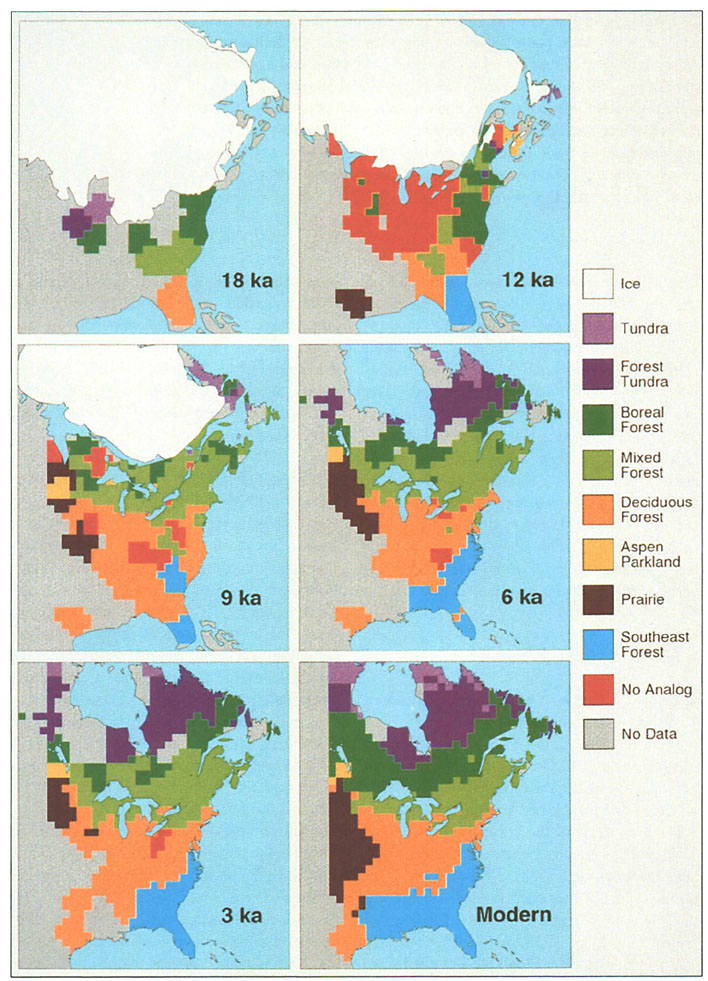 18 ka
12 ka
9 ka
6 ka
3 ka
Modern
Ice
Tundra
Forest
Tundra
Boreal
Forest
Mixed
Forest
Deciduous
Forest
Aspen
Parkland
Prairie
Southeast
Forest
No Analog
No Data